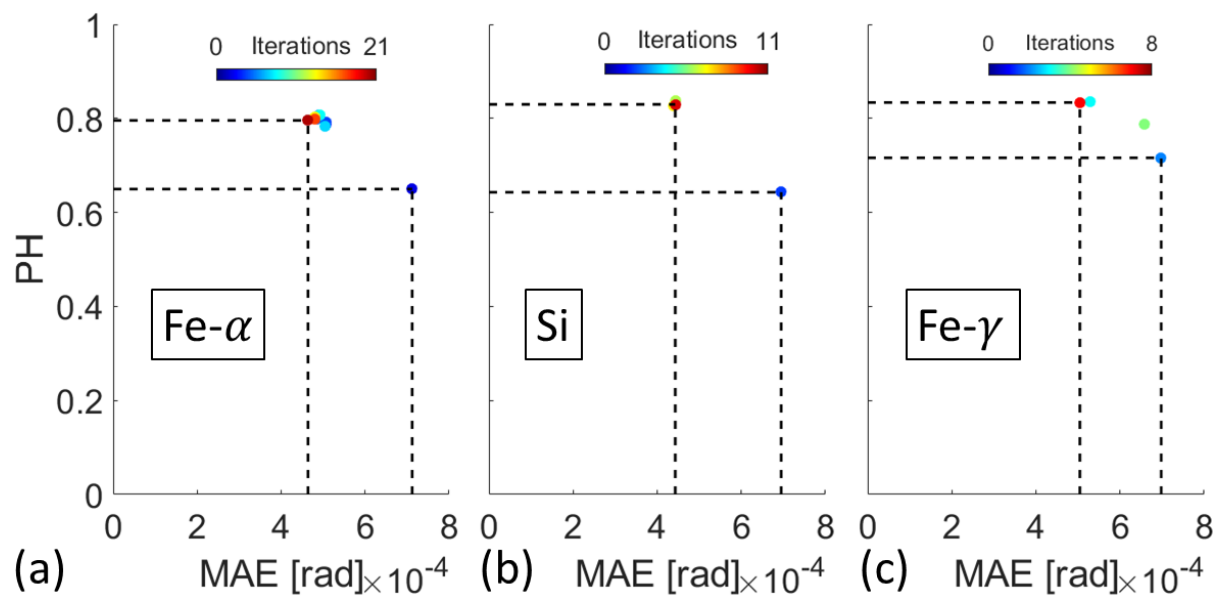 1
0.8
0.6
0.4
0.2
0
PH
0 Iterations 21
Fe-α
0 2 4 6 8
MAE [rad] ×10-4
(a)
0 Iterations 11
Si
0 2 4 6 8
MAE [rad] ×10-4
(b)
0 Iterations 8
Fe-γ
0 2 4 6 8
MAE [rad] ×10-4
(c)